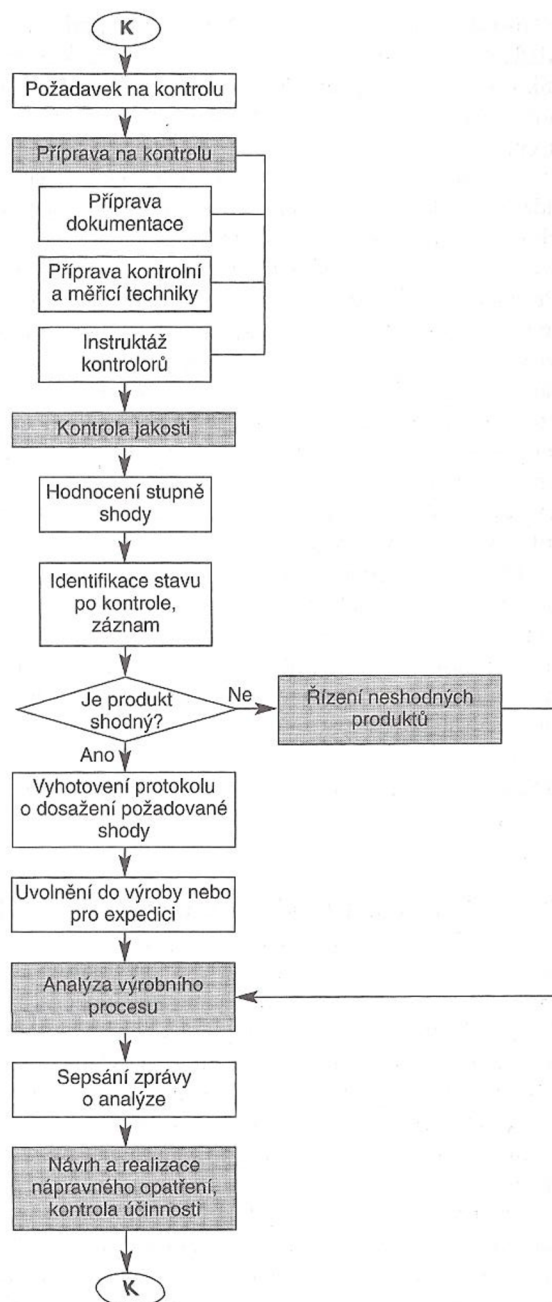 K
Požadavek na kontrolu
Příprava na kontrolu
Příprava
dokumentace
Příprava kontrolní
a měřicí techniky
Instruktáž
kontrolorů
Kontrola jakosti
Hodnocení stupně
shody
Identifikace stavu
po kontrole,
záznam
Je produkt
shodný?
Ne
Řízení neshodných
produktů
Ano
Vyhotovení protokolu
o dosažení požadované
shody
Uvolnění do výroby nebo
pro expedici
Analýza výrobního
procesu
Sepsání zprávy
o analýze
Návrh a realizace
nápravného opatření,
kontrola účinnosti
K